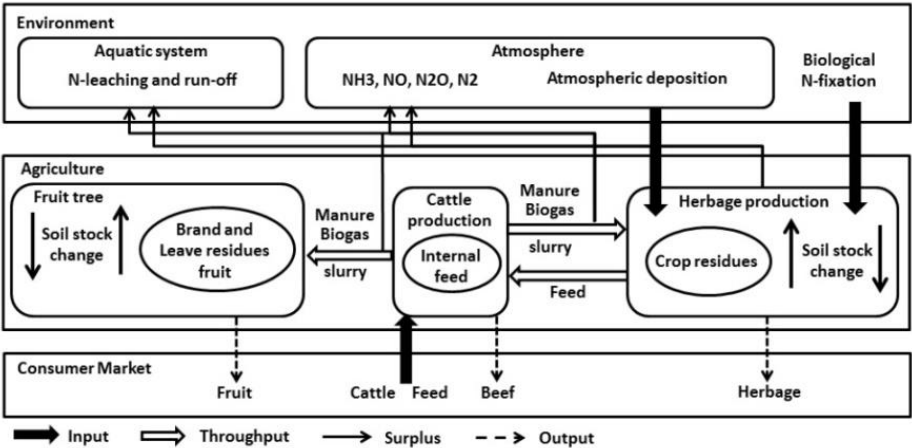 Environment
Aquatic system
N-leaching and run-off
Atmosphere
NH3, NO, N2O, N2
Atmospheric deposition
Biological
N-fixation
Agriculture
Fruit tree
Soil stock
change
Brand and
Leave residues
fruit
Manure
Biogas
slurry
Cattle
production
Internal
feed
Manure
Biogas
slurry
Feed
Herbage production
Crop residues
Soil stock
change
Consumer Market
Fruit
Cattle Feed
Beef
Herbage
Input
Throughput
Surplus
Output